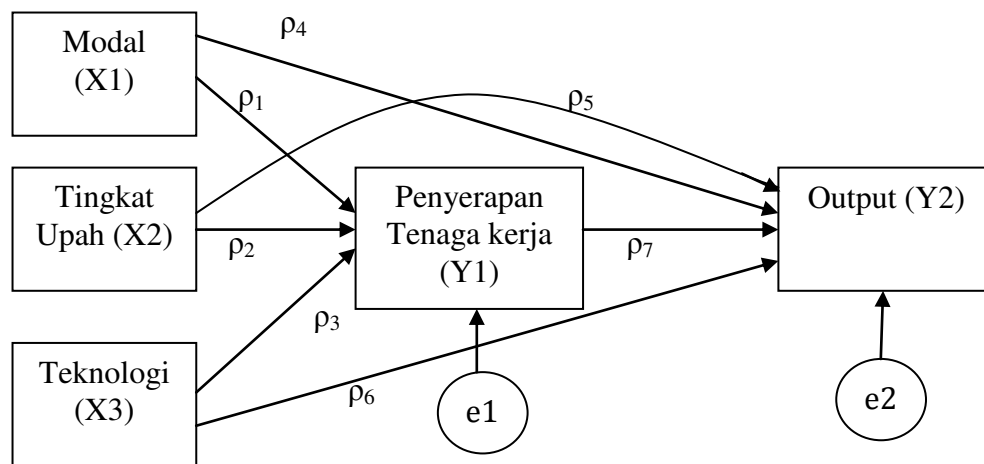 Modal
(X1)
ρ4
ρ1
ρ5
Tingkat
Upah (X2)
ρ2
Penyerapan
Tenaga kerja
(Y1)
ρ7
Output (Y2)
ρ3
Teknologi
(X3)
ρ6
e1
e2